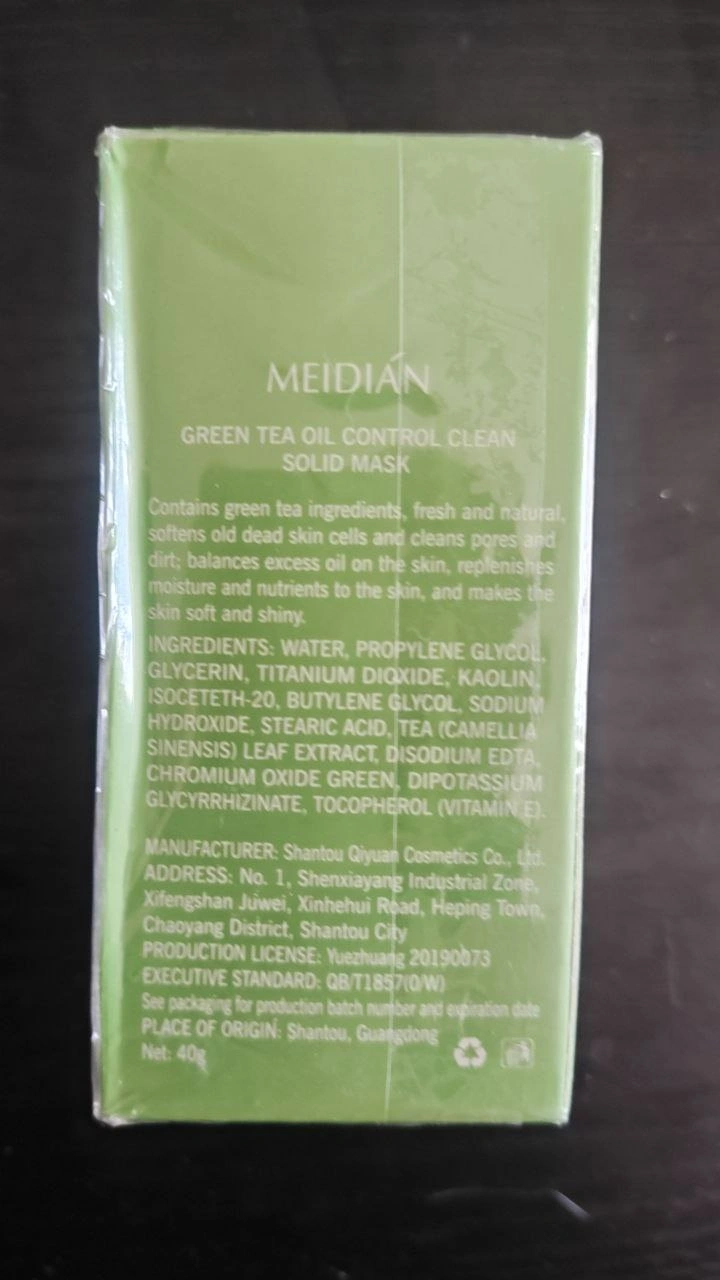 MEIDIÁN
GREEN TEA OIL CONTROL CLEAN
SOLID MASK
Contains green tea ingredients, fresh and natural,
softens old dead skin cells and cleans pores and
dirt; balances excess oil on the skin, replenishes
moisture and nutrients to the skin, and makes the
skin soft and shiny.
INGREDIENTS: WATER, PROPYLENE GLYCOL,
GLYCERIN, TITANIUM DIOXIDE, KAOLIN,
ISOCETETH-20, BUTYLENE GLYCOL, SODIUM
HYDROXIDE, STEARIC ACID, TEA (CAMELLIA
SINENSIS) LEAF EXTRACT, DISODIUM EDTA,
CHROMIUM OXIDE GREEN, DIPOTASSIUM
GLYCYRRHIZINATE, TOCOPHEROL (VITAMIN E).
MANUFACTURER: Shantou Qiyuan Cosmetics Co., Ltd.
ADDRESS: No. 1, Shenxiayang Industrial Zone,
Xifengshan Juwei, Xinhehui Road, Heping Town,
Chaoyang District, Shantou City
PRODUCTION LICENSE: Yuezhuang 20190073
EXECUTIVE STANDARD: QB/T1857(O/W)
See packaging for production batch number and expiration date
PLACE OF ORIGIN: Shantou, Guangdong
Net: 40g